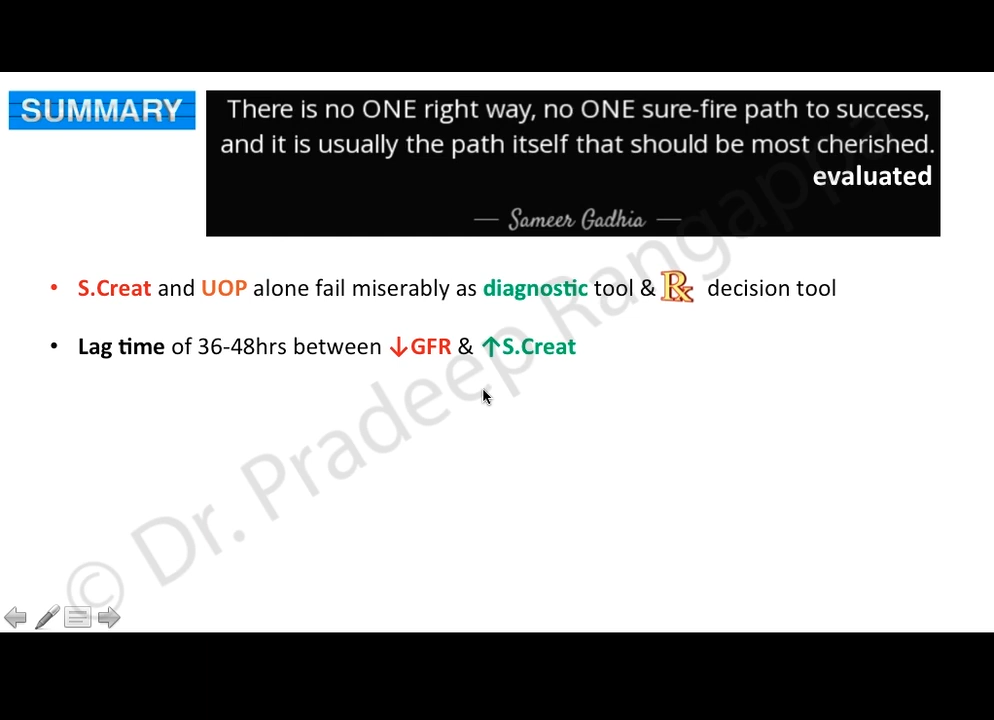 SUMMARY
There is no ONE right way, no ONE sure-fire path to success,
and it is usually the path itself that should be most cherished.
evaluated
— Sameer Gadhia —
• S.Creat and UOP alone fail miserably as diagnostic tool & Rx decision tool
• Lag time of 36-48hrs between ↓GFR & ↑S.Creat
© Dr. Pradeep Rangappa